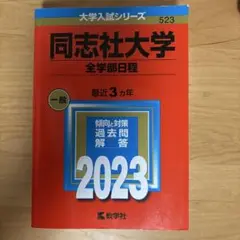 大学入試シリーズ
523
同志社大学
全学部日程
一般
最近3カ年
傾向と対策
過去問
解答
2023
教学社